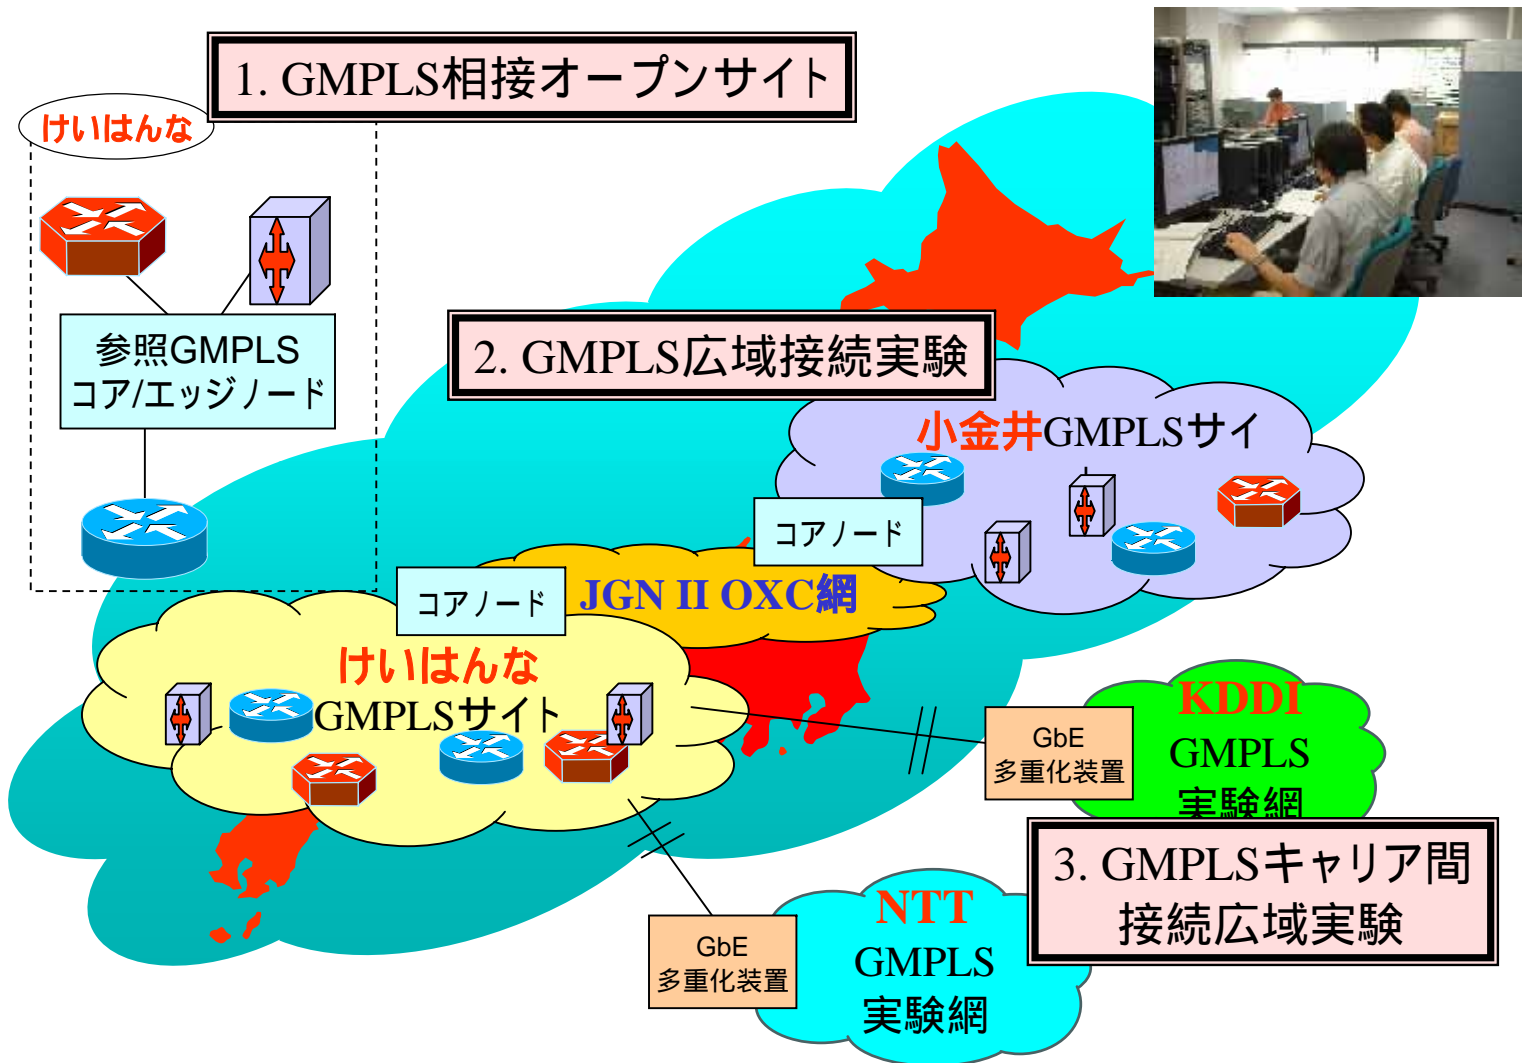 1. GMPLS相接オープンサイト
けいはんな
参照GMPLS
コア/エッジノード
2. GMPLS広域接続実験
小金井GMPLSサイ
コアノード
コアノード
JGN II OXC網
けいはんな
GMPLSサイト
KDDI
GMPLS
実験網
GbE
多重化装置
3. GMPLSキャリア間
接続広域実験
NTT
GMPLS
実験網
GbE
多重化装置